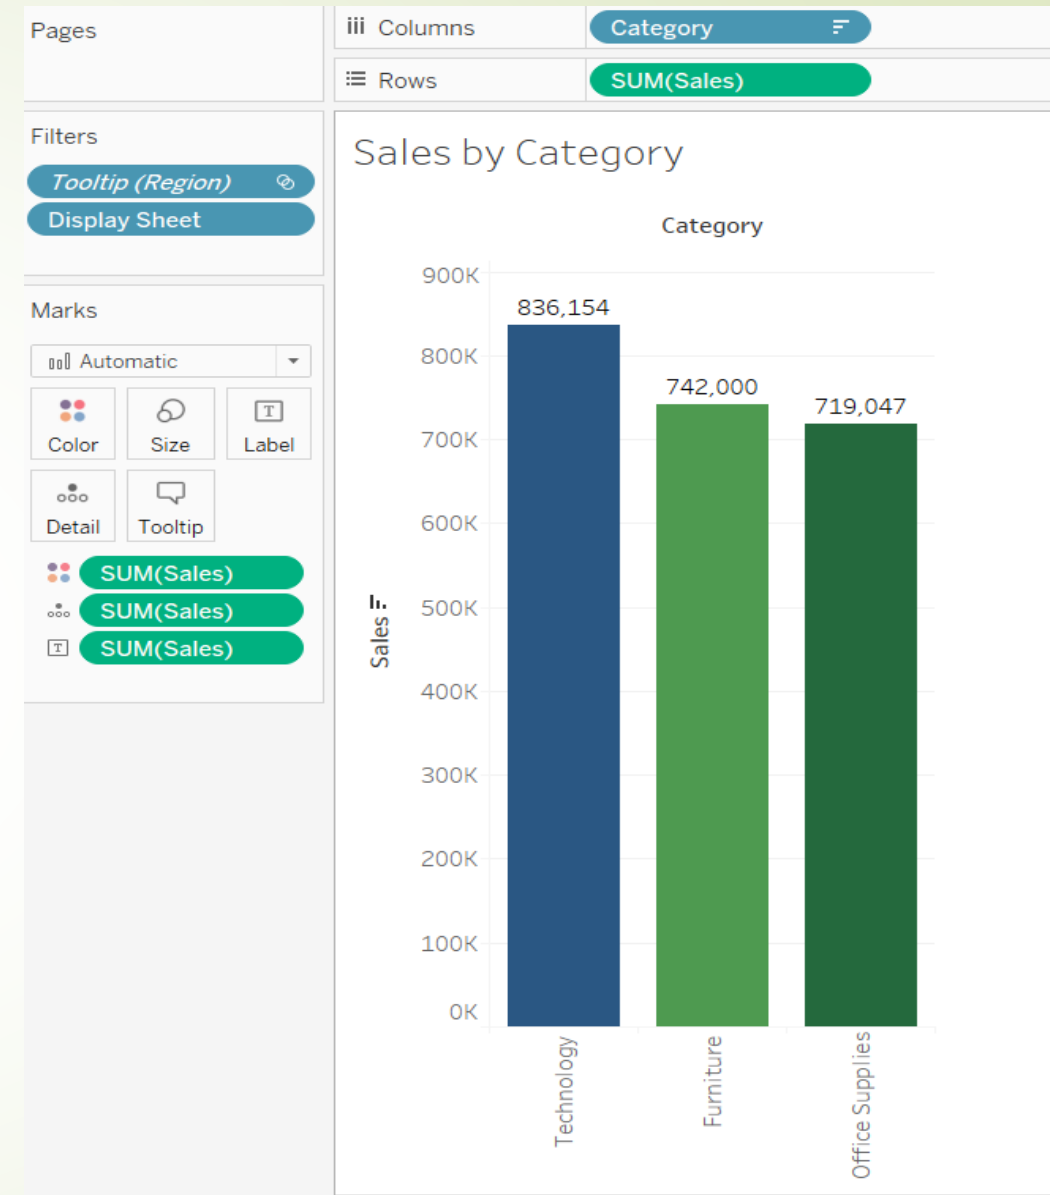 Pages
Columns
Category
Rows
SUM(Sales)
Filters
Tooltip (Region)
Display Sheet
Marks
Automatic
Color
Size
T
Label
Detail
Tooltip
SUM(Sales)
SUM(Sales)
T
SUM(Sales)
Sales by Category
Category
900K
800K
700K
600K
500K
400K
300K
200K
100K
0K
Sales
836,154
742,000
719,047
Technology
Furniture
Office Supplies